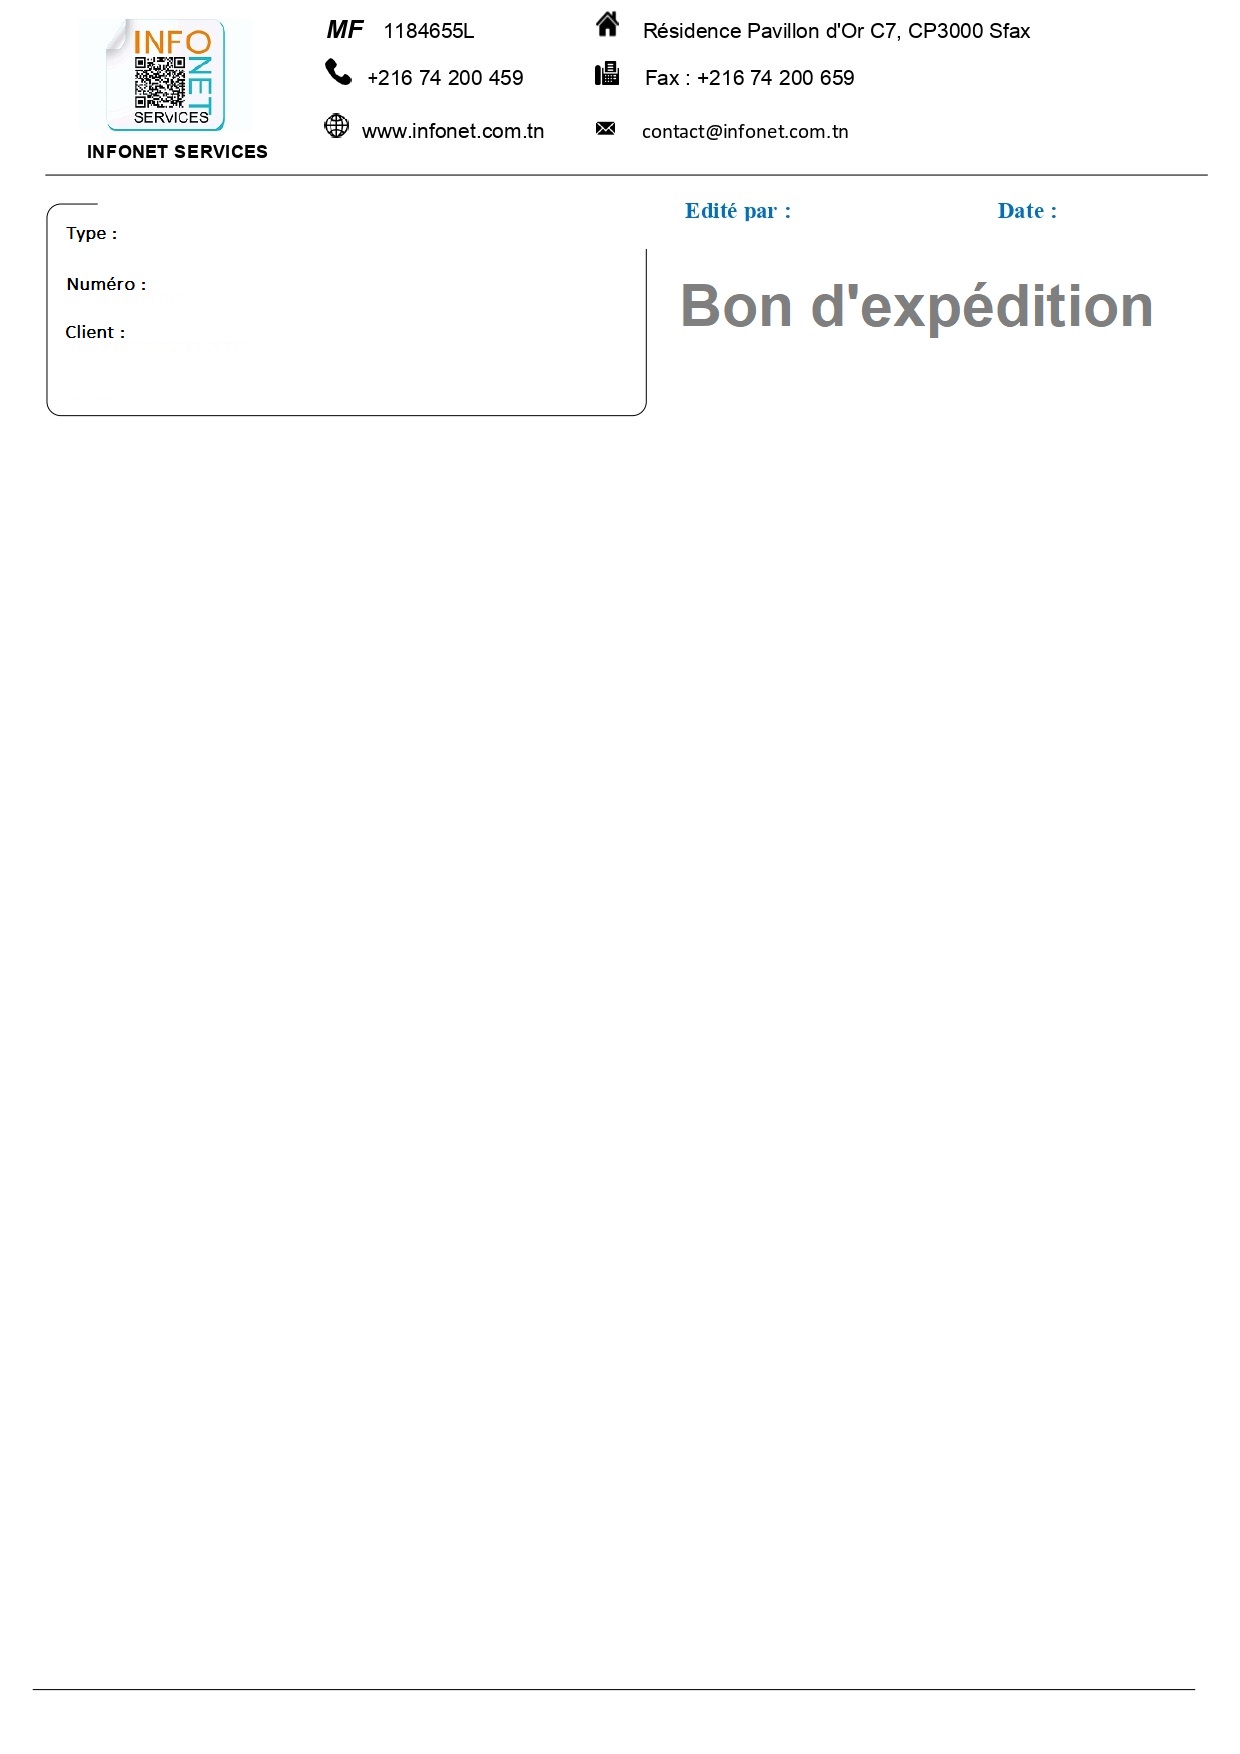 INFO
NET
SERVICES
INFONET SERVICES
MF 1184655L
Résidence Pavillon d'Or C7, CP3000 Sfax
+216 74 200 459
Fax : +216 74 200 659
www.infonet.com.tn
contact@infonet.com.tn
Edité par :
Date :
Type :
Numéro :
Client :
Bon d'expédition